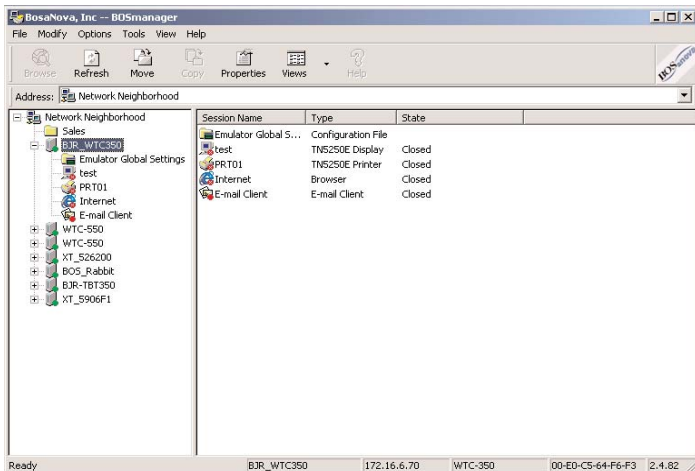 BosaNova, Inc -- BOSmanager
File Modify Options Tools View Help
Browse Refresh Move Copy Properties Views Help
BOSanova
Address: Network Neighborhood
Network Neighborhood
Sales
BJR_WTC350
Emulator Global Settings
test
PRT01
Internet
E-mail Client
WTC-550
WTC-550
XT_526200
BOS_Rabbit
BJR-TBT350
XT_5906F1
Session Name Type State
Emulator Global S... Configuration File
test TN5250E Display Closed
PRT01 TN5250E Printer Closed
Internet Browser Closed
E-mail Client E-mail Client Closed
Ready BJR_WTC350 172.16.6.70 WTC-350 00-E0-C5-64-F6-F3 2.4.82